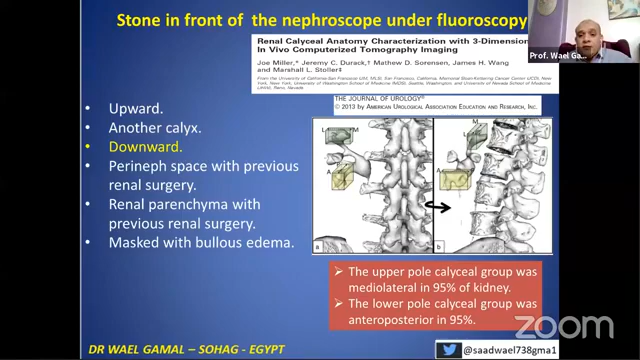 Stone in front of the nephroscope under fluoroscopy
Prof. Wael Ga...
Renal Calyceal Anatomy Characterization with 3-Dimension
In Vivo Computerized Tomography Imaging
Joe Miller,* Jeremy C. Durack,† Mathew D. Sorensen, James H. Wang
and Marshall L. Stoller‡
THE JOURNAL OF UROLOGY®
© 2013 by AMERICAN UROLOGICAL ASSOCIATION EDUCATION AND RESEARCH, INC.
• Upward.
• Another calyx.
• Downward.
• Perineph space with previous
renal surgery.
• Renal parenchyma with
previous renal surgery.
• Masked with bullous edema.
L
M
A
a
M
A
b
➢ The upper pole calyceal group was
mediolateral in 95% of kidney.
➢ The lower pole calyceal group was
anteroposterior in 95%.
zoom
DR WAEL GAMAL – SOHAG - EGYPT
@saadwael738gma1